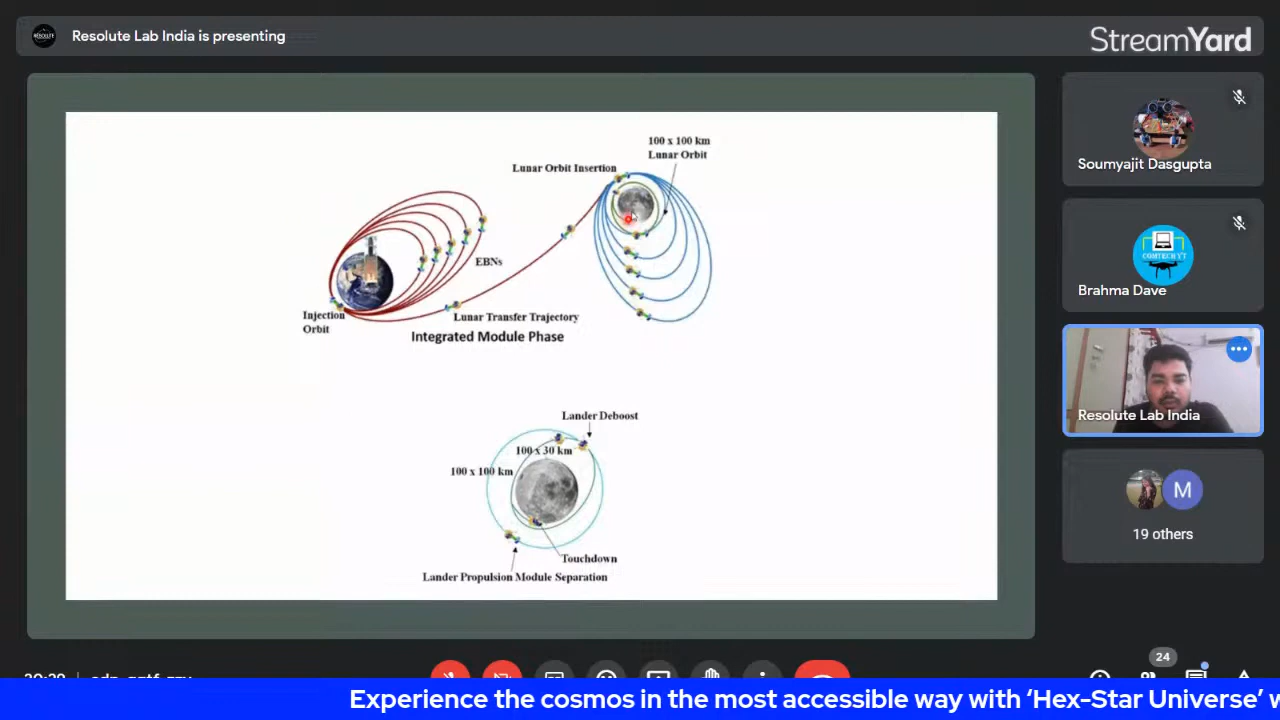 Resolute Lab India is presenting
StreamYard
100 x 100 km
Lunar Orbit
Lunar Orbit Insertion
EBNs
Injection
Orbit
Lunar Transfer Trajectory
Integrated Module Phase
Lander Deboost
100 x 30 km
100 x 100 km
Touchdown
Lander Propulsion Module Separation
Soumyajit Dasgupta
COMTECH YT
Brahma Dave
Resolute Lab India
M
19 others
24
Experience the cosmos in the most accessible way with ‘Hex-Star Universe’